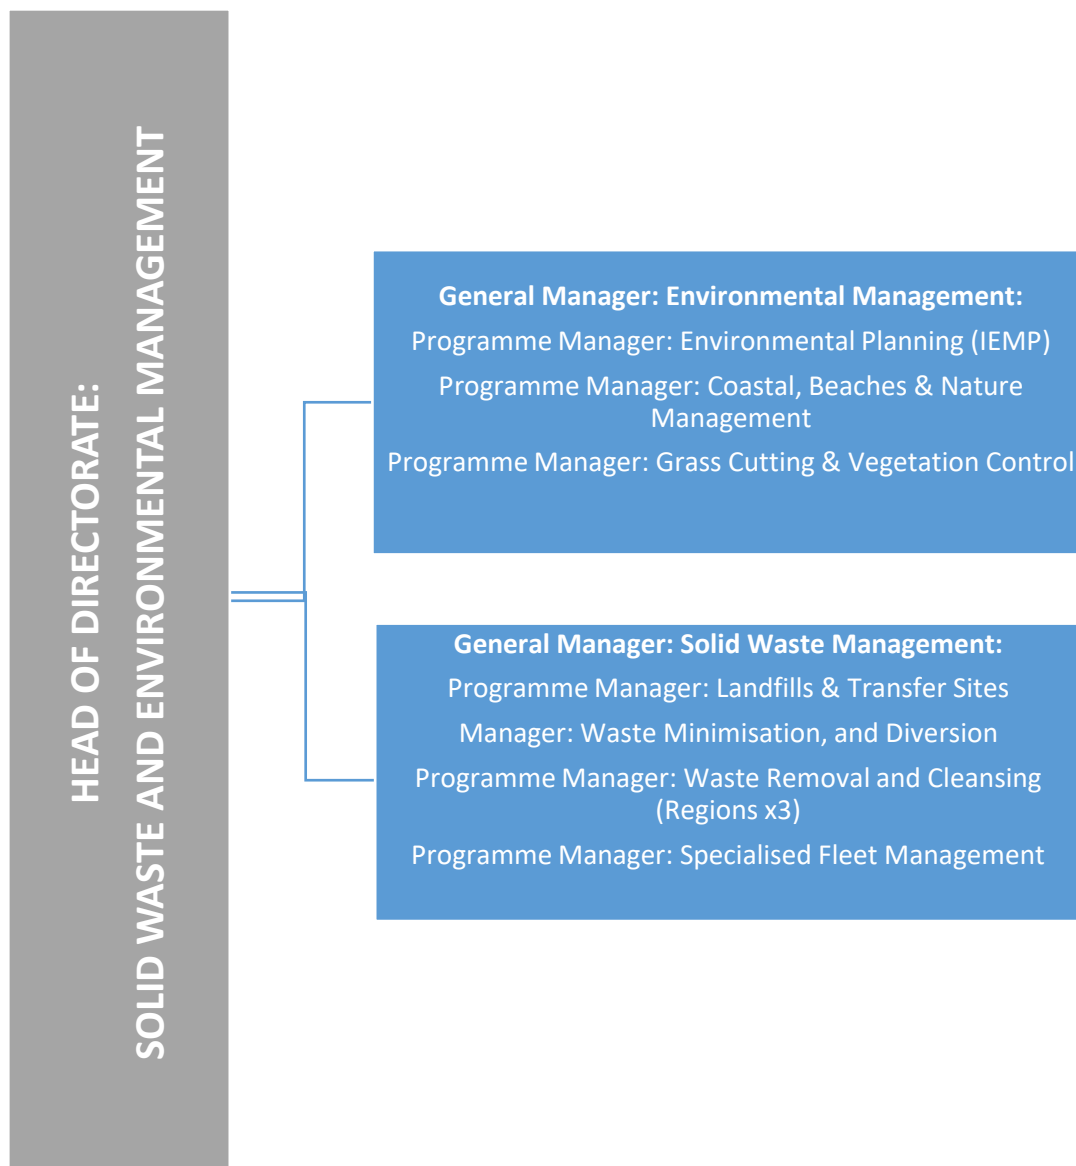 HEAD OF DIRECTORATE:
SOLID WASTE AND ENVIRONMENTAL MANAGEMENT
General Manager: Environmental Management:
Programme Manager: Environmental Planning (IEMP)
Programme Manager: Coastal, Beaches & Nature
Management
Programme Manager: Grass Cutting & Vegetation Control
General Manager: Solid Waste Management:
Programme Manager: Landfills & Transfer Sites
Manager: Waste Minimisation, and Diversion
Programme Manager: Waste Removal and Cleansing
(Regions x3)
Programme Manager: Specialised Fleet Management